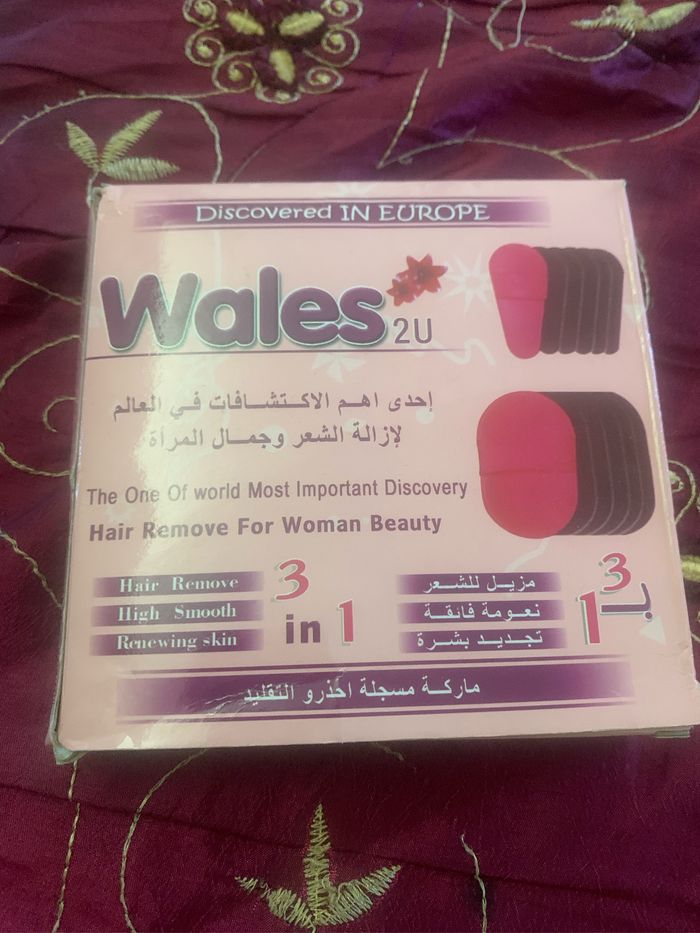 Discovered IN EUROPE
Wales 2U
إحدى اهم الاكتشافات في العالم
لإزالة الشعر وجمال المرأة
The One Of world Most Important Discovery
Hair Remove For Woman Beauty
Hair Remove
High Smooth
Renewing skin
3 in 1
مزيل للشعر
نعومة فائقة
تجديد بشرة
3 بـ 1
ماركة مسجلة احذرو التقليد